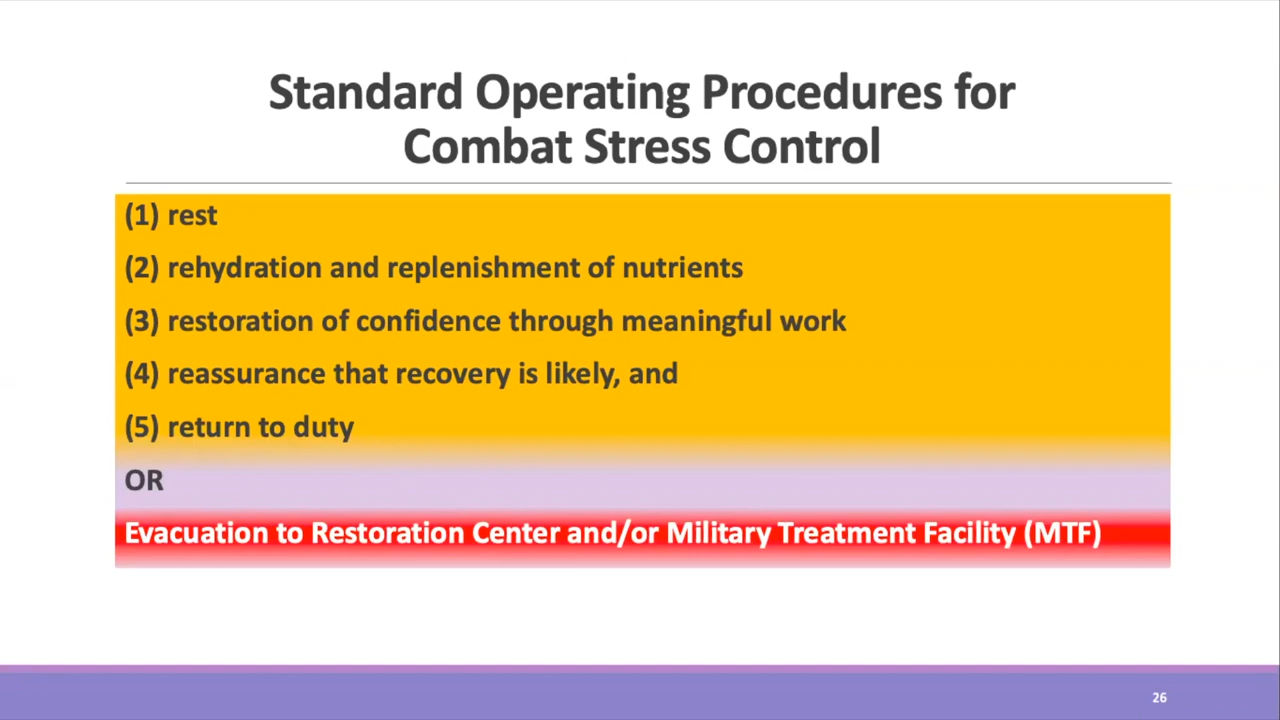 Standard Operating Procedures for
Combat Stress Control
(1) rest
(2) rehydration and replenishment of nutrients
(3) restoration of confidence through meaningful work
(4) reassurance that recovery is likely, and
(5) return to duty
OR
Evacuation to Restoration Center and/or Military Treatment Facility (MTF)
26